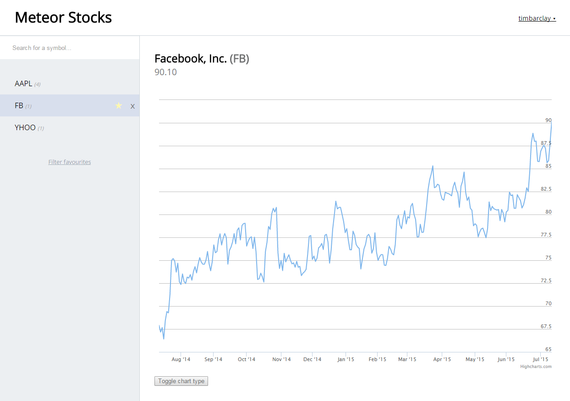 Meteor Stocks
timbarclay ▾
Search for a symbol...
AAPL (4)
FB (1)
x
YHOO (1)
Filter favourites
Facebook, Inc. (FB)
90.10
90
87.5
85
82.5
80
77.5
75
72.5
70
67.5
65
Aug '14 Sep '14 Oct '14 Nov '14 Dec '14 Jan '15 Feb '15 Mar '15 Apr '15 May '15 Jun '15 Jul '15
Highcharts.com
Toggle chart type